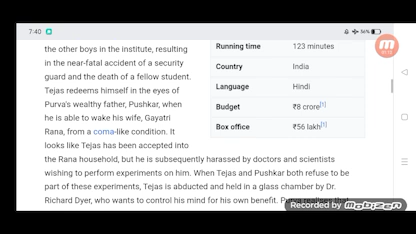 7:40
56%
the other boys in the institute, resulting
in the near-fatal accident of a security
guard and the death of a fellow student.
Tejas redeems himself in the eyes of
Purva's wealthy father, Pushkar, when
he is able to wake his wife, Gayatri
Rana, from a coma-like condition. It
looks like Tejas has been accepted into
the Rana household, but he is subsequently harassed by doctors and scientists
wishing to perform experiments on him. When Tejas and Pushkar both refuse to be
part of these experiments, Tejas is abducted and held in a glass chamber by Dr.
Richard Dyer, who wants to control his mind for his own benefit. Purva realises that
Running time 123 minutes
Country India
Language Hindi
Budget ₹8 crore[1]
Box office ₹56 lakh[1]
Recorded by mobizen